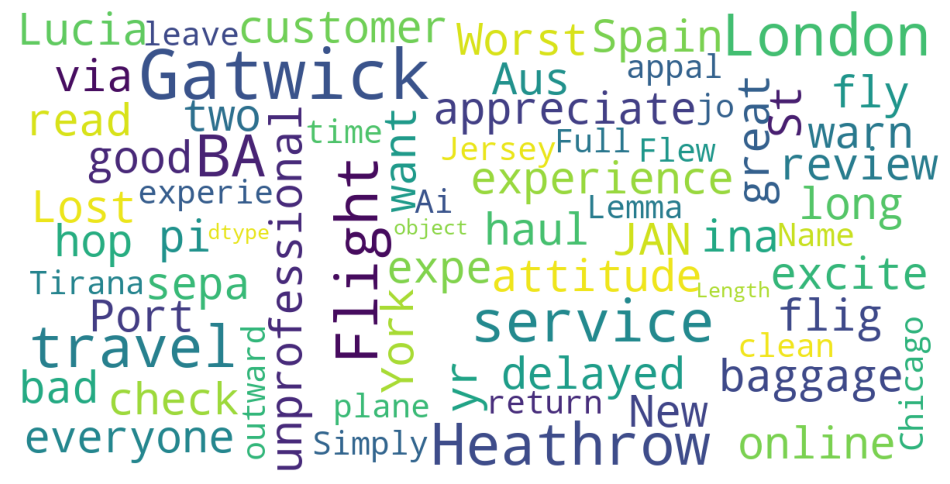 Lucia
leave
customer
Worst
Spain
London
via
Gatwick
Aus
appal
fly
read
two
time
want
appreciate
jo
great
St
warn
good
BA
unprofessional
Flight
Jersey
Full
Flew
review
Lost
experie
Ai
experience
Lemma
long
hop
pi
dtype
object
haul
JAN
ina
Name
Tirana
sepa
expe
attitude
Length
excite
Port
York
service
flig
travel
outward
clean
Chicago
bad
check
plane
yr
delayed
baggage
return
New
everyone
Simply
Heathrow
online